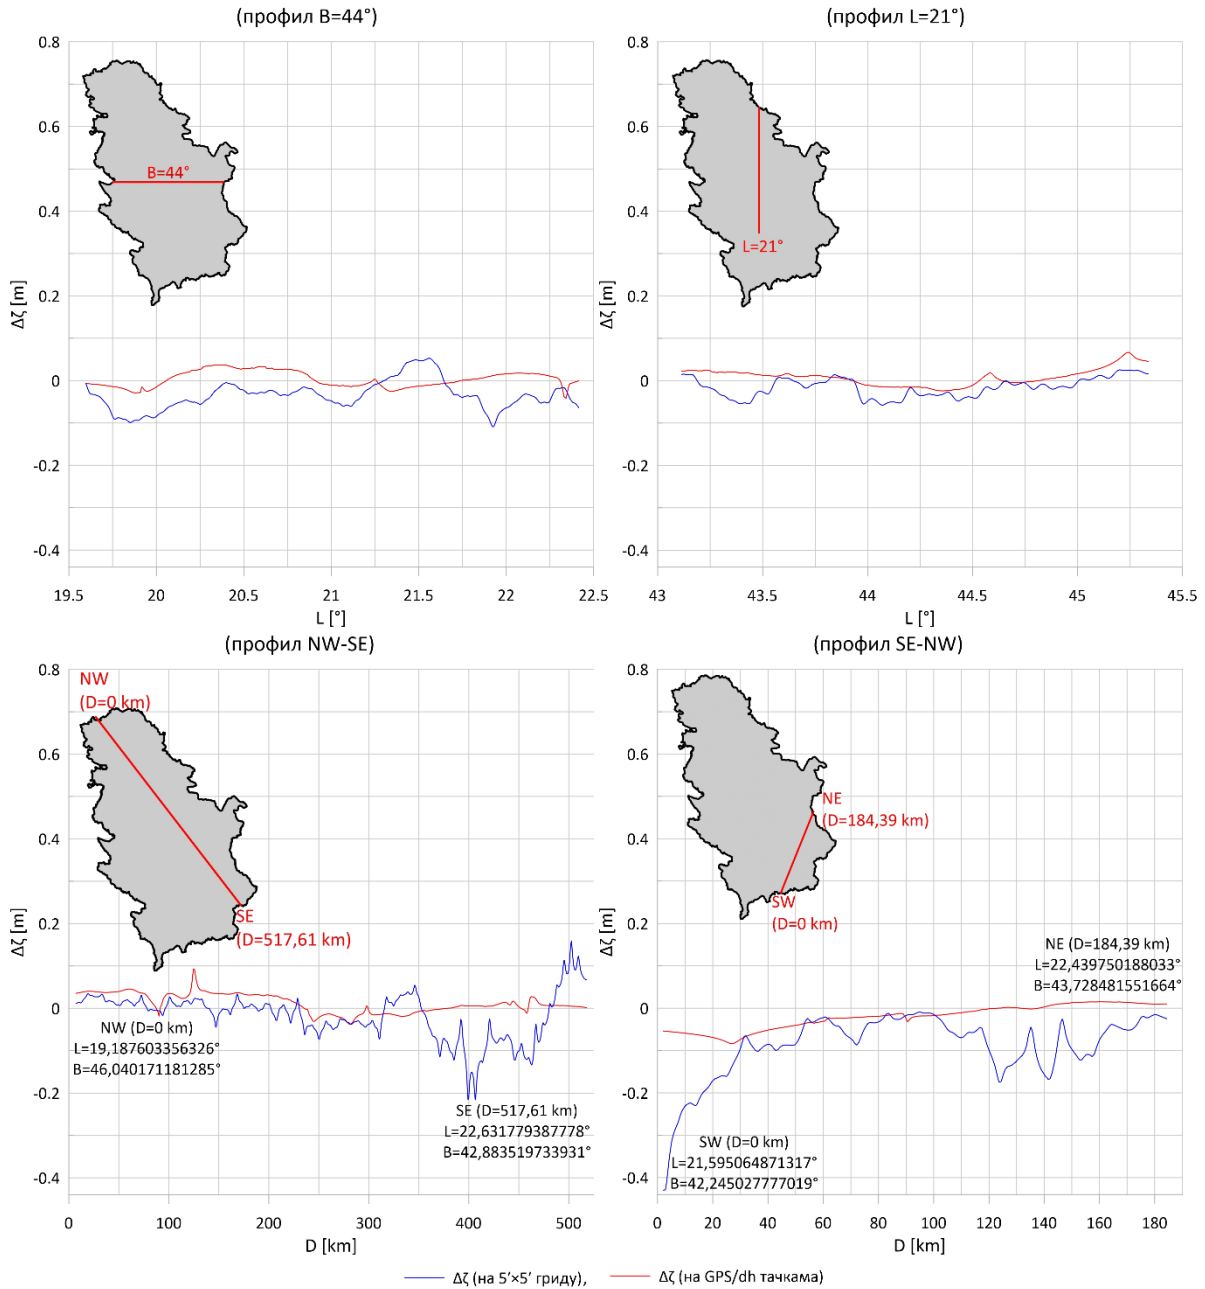 (профил B=44°)
0.8
0.6
0.4
0.2
0
-0.2
-0.4
Δζ [m]
B=44°
19.5 20 20.5 21 21.5 22 22.5
L [°]
(профил L=21°)
0.8
0.6
0.4
0.2
0
-0.2
-0.4
Δζ [m]
L=21°
43 43.5 44 44.5 45 45.5
L [°]
(профил NW-SE)
0.8
0.6
0.4
0.2
0
-0.2
-0.4
Δζ [m]
NW
(D=0 km)
SE
(D=517,61 km)
NW (D=0 km)
L=19,187603356326°
B=46,040171181285°
SE (D=517,61 km)
L=22,631779387778°
B=42,883519733931°
0 100 200 300 400 500
D [km]
(профил SE-NW)
0.8
0.6
0.4
0.2
0
-0.2
-0.4
Δζ [m]
NE
(D=184,39 km)
SW
(D=0 km)
NE (D=184,39 km)
L=22,439750188033°
B=43,728481551664°
SW (D=0 km)
L=21,595064871317°
B=42,245027777019°
0 20 40 60 80 100 120 140 160 180
D [km]
Δζ (на 5′×5′ гриду), Δζ (на GPS/dh тачкама)